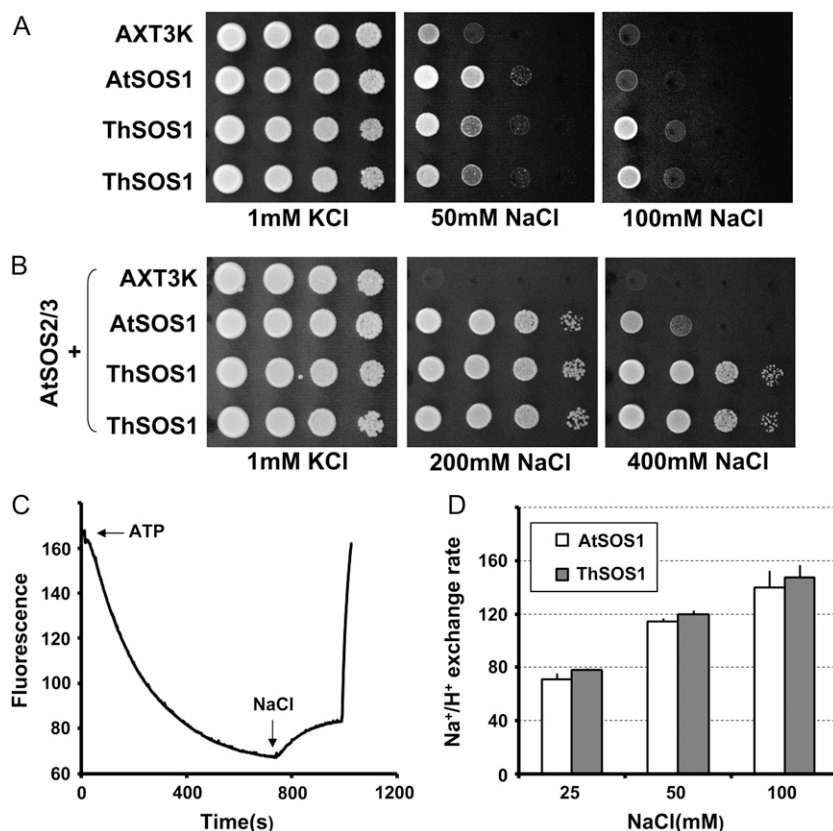 A
AXT3K
AtSOS1
ThSOS1
ThSOS1
1mM KCl
50mM NaCl
100mM NaCl
B
AtSOS2/3
+
AXT3K
AtSOS1
ThSOS1
ThSOS1
1mM KCl
200mM NaCl
400mM NaCl
C
Fluorescence
160
140
120
100
80
60
ATP
NaCl
0
400
800
1200
Time(s)
D
Na⁺/H⁺ exchange rate
160
120
80
40
0
AtSOS1
ThSOS1
25
50
100
NaCl(mM)